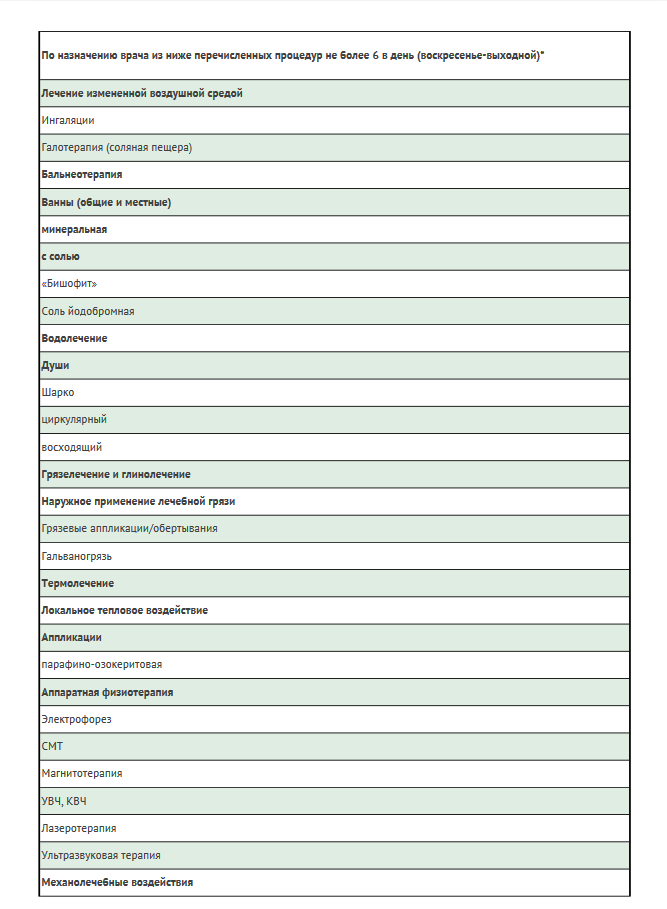 По назначению врача из ниже перечисленных процедур не более 6 в день (воскресенье-выходной)*
Лечение измененной воздушной средой
Ингаляции
Галотерапия (соляная пещера)
Бальнеотерапия
Ванны (общие и местные)
минеральная
с солью
«Бишофит»
Соль йодобромная
Водолечение
Души
Шарко
циркулярный
восходящий
Грязелечение и глинолечение
Наружное применение лечебной грязи
Грязевые аппликации/обертывания
Гальваногрязь
Термолечение
Локальное тепловое воздействие
Аппликации
парафино-озокеритовая
Аппаратная физиотерапия
Электрофорез
СМТ
Магнитотерапия
УВЧ, КВЧ
Лазеротерапия
Ультразвуковая терапия
Механолечебные воздействия